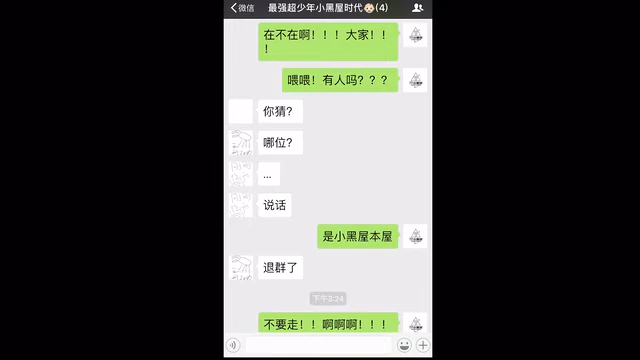 微信
最强超少年小黑屋时代👶🏻(4)
在不在啊！！！大家！！
！
喂喂！有人吗？？？
你猜？
哪位？
...
说话
是小黑屋本屋
退群了
下午3:24
不要走！！啊啊啊！！！